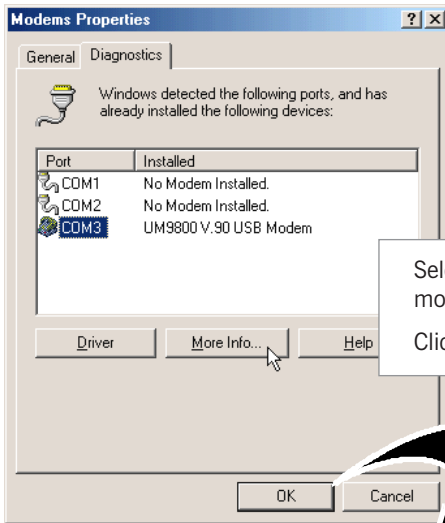 Modems Properties
General Diagnostics
Windows detected the following ports, and has
already installed the following devices:
Port Installed
COM1 No Modem Installed.
COM2 No Modem Installed.
COM3 UM9800 V.90 USB Modem
Driver More Info... Help
OK Cancel